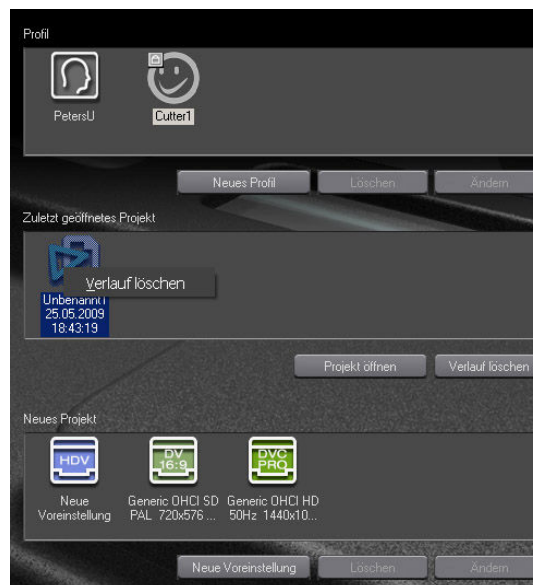 Profil
PetersU
Cutter1
Neues Profil
Löschen
Ändern
Zuletzt geöffnetes Projekt
Verlauf löschen
Unbenannt1
25.05.2009
18:43:19
Projekt öffnen
Verlauf löschen
Neues Projekt
HDV
DV
16:9
DVC
PRO
Neue
Voreinstellung
Generic OHCI SD
PAL 720x576 ...
Generic OHCI HD
50Hz 1440x10...
Neue Voreinstellung
Löschen
Ändern